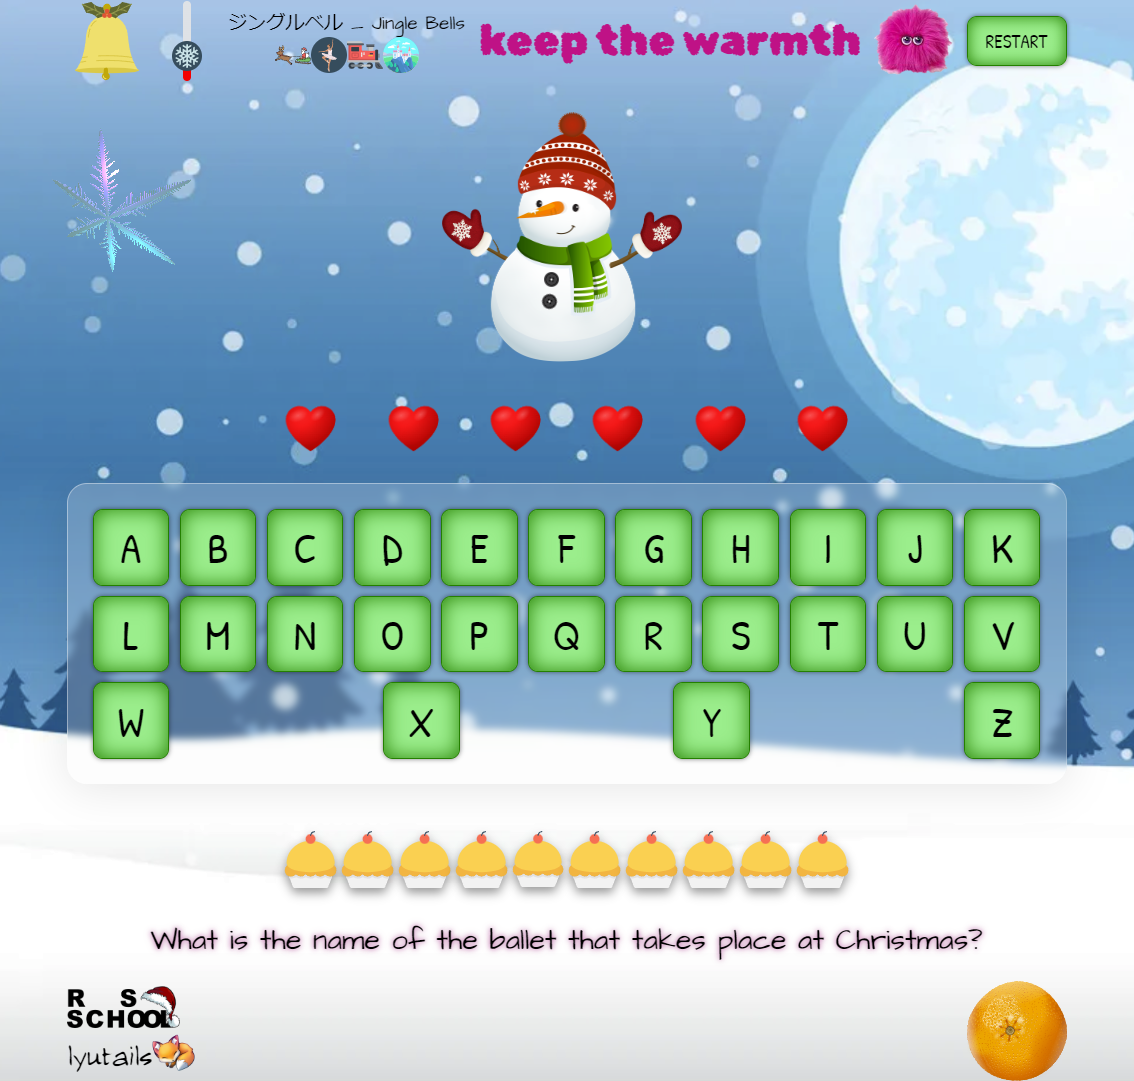 ジングルベル _ Jingle Bells
keep the warmth
RESTART
A B C D E F G H I J K
L M N O P Q R S T U V
W X Y Z
What is the name of the ballet that takes place at Christmas?
R S
SCHOOL
lyutails